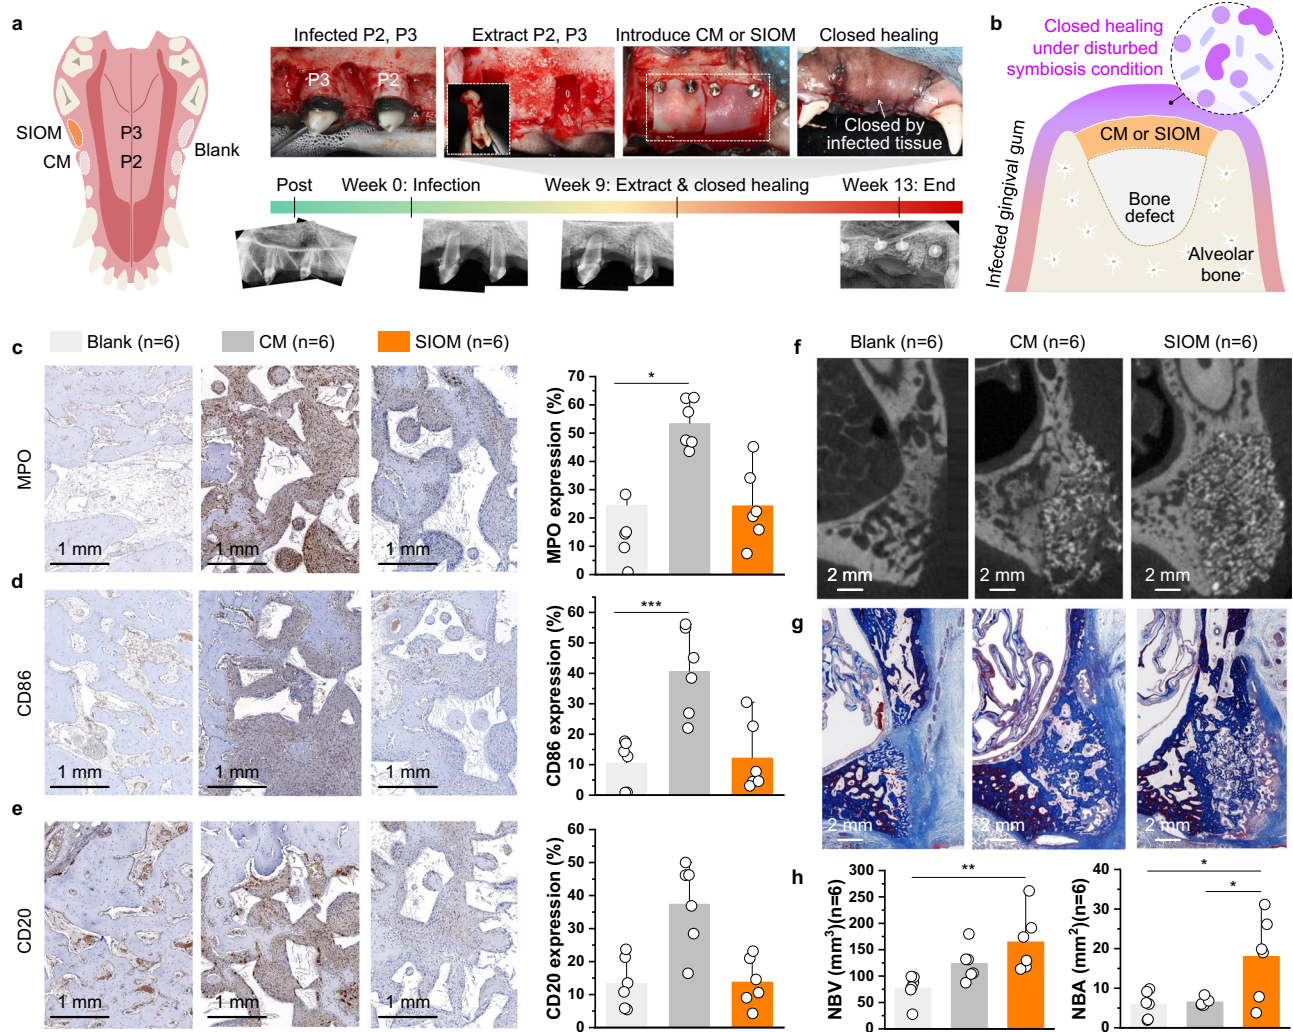 a
Infected P2, P3
Extract P2, P3
Introduce CM or SIOM
Closed healing
P3
P2
Closed by
infected tissue
SIOM
CM
P3
P2
Blank
Post
Week 0: Infection
Week 9: Extract & closed healing
Week 13: End
b
Closed healing
under disturbed
symbiosis condition
CM or SIOM
Bone
defect
Alveolar
bone
Infected gingival gum
c
Blank (n=6)
CM (n=6)
SIOM (n=6)
MPO
1 mm
1 mm
1 mm
MPO expression (%)
70
60
50
40
30
20
10
0
*
d
CD86
1 mm
1 mm
1 mm
CD86 expression (%)
60
50
40
30
20
10
0
***
e
CD20
1 mm
1 mm
1 mm
CD20 expression (%)
60
50
40
30
20
10
0
f
Blank (n=6)
CM (n=6)
SIOM (n=6)
2 mm
2 mm
2 mm
g
2 mm
2 mm
2 mm
h
NBV (mm³)(n=6)
300
250
200
150
100
50
0
**
NBA (mm²)(n=6)
40
30
20
10
0
*
*